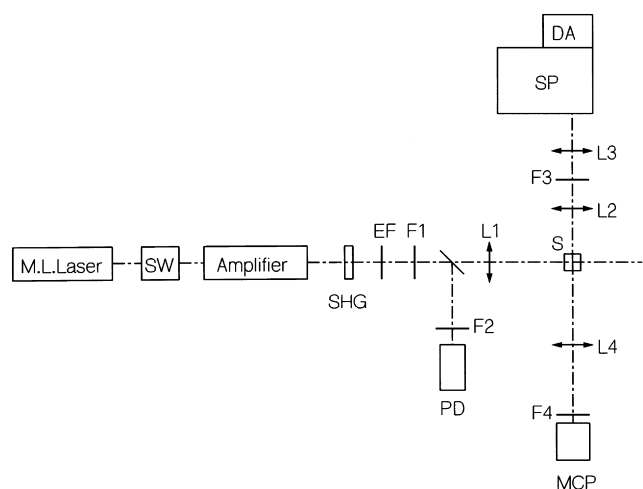 DA
SP
L3
F3
L2
S
EF
F1
L1
M.L.Laser
SW
Amplifier
SHG
F2
PD
L4
F4
MCP